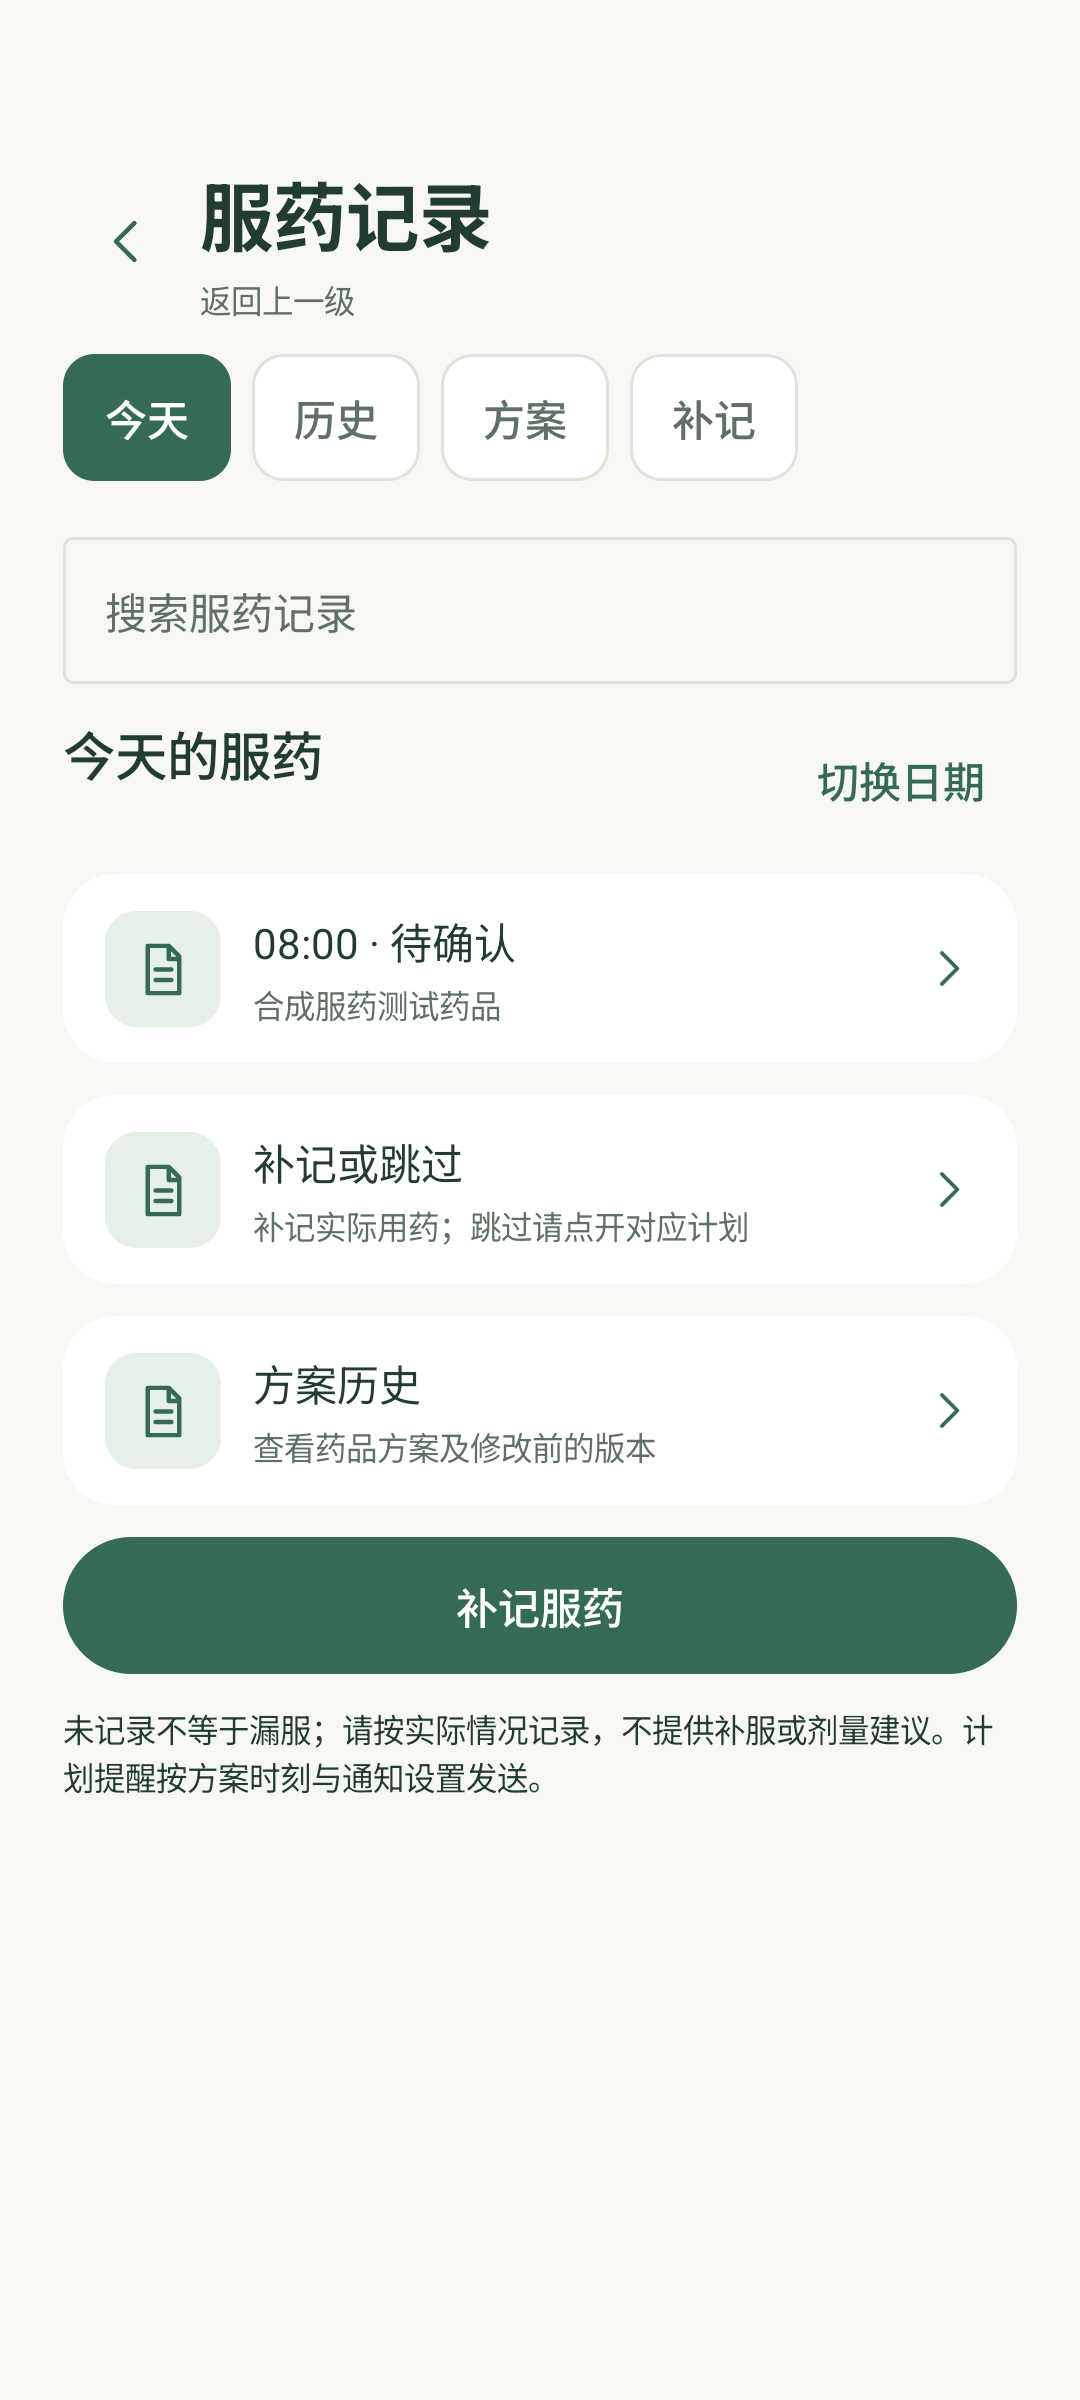 服药记录
返回上一级
今天
历史
方案
补记
搜索服药记录
今天的服药
切换日期
08:00 · 待确认
合成服药测试药品
补记或跳过
补记实际用药；跳过请点开对应计划
方案历史
查看药品方案及修改前的版本
补记服药
未记录不等于漏服；请按实际情况记录，不提供补服或剂量建议。计
划提醒按方案时刻与通知设置发送。